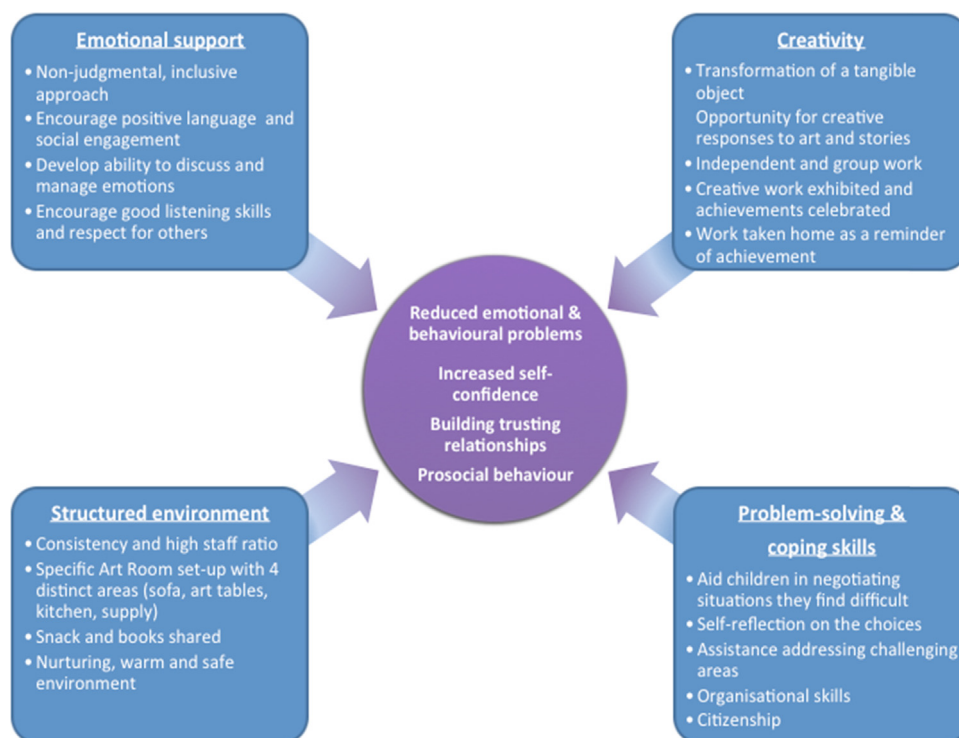 Emotional support
• Non-judgmental, inclusive
approach
• Encourage positive language and
social engagement
• Develop ability to discuss and
manage emotions
• Encourage good listening skills
and respect for others
Creativity
• Transformation of a tangible
object
Opportunity for creative
responses to art and stories
• Independent and group work
• Creative work exhibited and
achievements celebrated
• Work taken home as a reminder
of achievement
Reduced emotional &
behavioural problems
Increased self-
confidence
Building trusting
relationships
Prosocial behaviour
Structured environment
• Consistency and high staff ratio
• Specific Art Room set-up with 4
distinct areas (sofa, art tables,
kitchen, supply)
• Snack and books shared
• Nurturing, warm and safe
environment
Problem-solving &
coping skills
• Aid children in negotiating
situations they find difficult
• Self-reflection on the choices
• Assistance addressing challenging
areas
• Organisational skills
• Citizenship